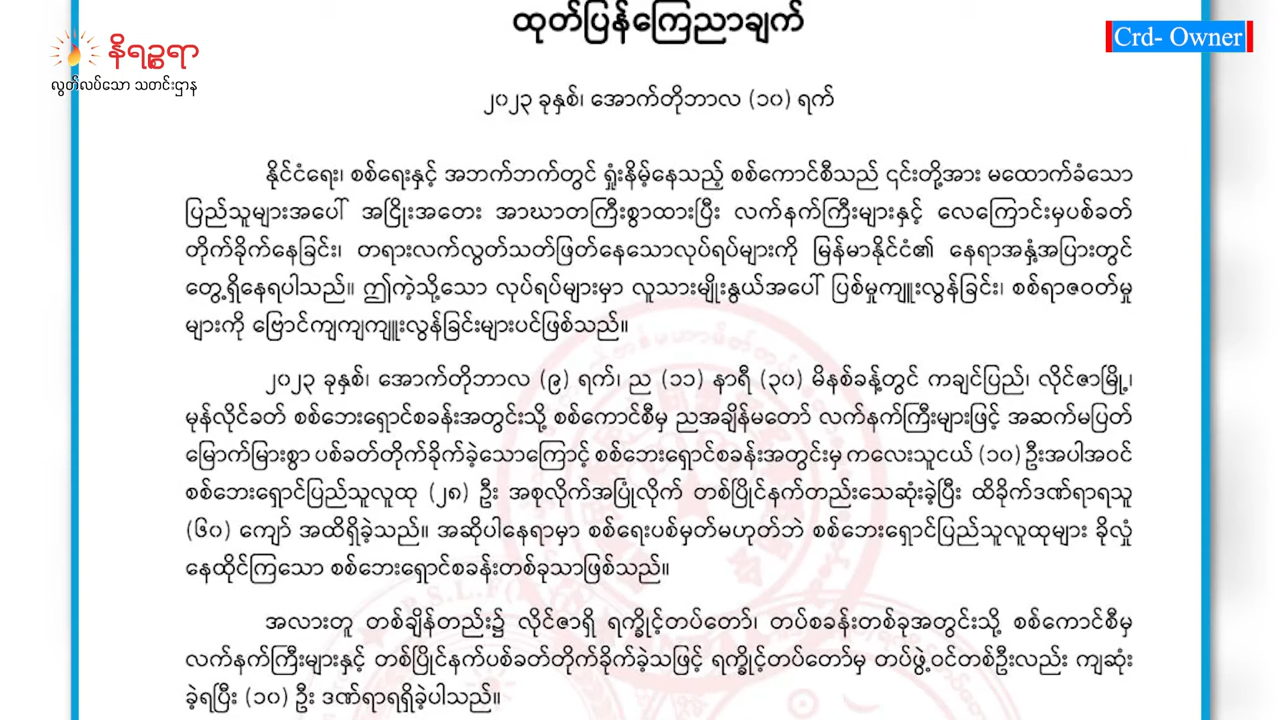 ထုတ်ပြန်ကြေညာချက်
နိရဉ္စရာ
လွတ်လပ်သော သတင်းဌာန
Crd- Owner
၂၀၂၃ ခုနှစ်၊ အောက်တိုဘာလ (၁၀) ရက်
နိုင်ငံရေး၊ စစ်ရေးနှင့် အဘက်ဘက်တွင် ရှုံးနိမ့်နေသည့် စစ်ကောင်စီသည် ၎င်းတို့အား မထောက်ခံသော
ပြည်သူများအပေါ် အငြိုးအတေး အာဃာတကြီးစွာထားပြီး လက်နက်ကြီးများနှင့် လေကြောင်းမှပစ်ခတ်
တိုက်ခိုက်နေခြင်း၊ တရားလက်လွတ်သတ်ဖြတ်နေသောလုပ်ရပ်များကို မြန်မာနိုင်ငံ၏ နေရာအနှံ့အပြားတွင်
တွေ့ရှိနေရပါသည်။ ဤကဲ့သို့သော လုပ်ရပ်များမှာ လူသားမျိုးနွယ်အပေါ် ပြစ်မှုကျူးလွန်ခြင်း၊ စစ်ရာဇဝတ်မှု
များကို ဗြောင်ကျကျကျူးလွန်ခြင်းများပင်ဖြစ်သည်။
၂၀၂၃ ခုနှစ်၊ အောက်တိုဘာလ (၉) ရက်၊ ည (၁၁) နာရီ (၃၀) မိနစ်ခန့်တွင် ကချင်ပြည်၊ လိုင်ဇာမြို့၊
မုန်လိုင်ခတ် စစ်ဘေးရှောင်စခန်းအတွင်းသို့ စစ်ကောင်စီမှ ညအချိန်မတော် လက်နက်ကြီးများဖြင့် အဆက်မပြတ်
မြောက်မြားစွာ ပစ်ခတ်တိုက်ခိုက်ခဲ့သောကြောင့် စစ်ဘေးရှောင်စခန်းအတွင်းမှ ကလေးသူငယ် (၁၀) ဦးအပါအဝင်
စစ်ဘေးရှောင်ပြည်သူလူထု (၂၈) ဦး အစုလိုက်အပြုံလိုက် တစ်ပြိုင်နက်တည်းသေဆုံးခဲ့ပြီး ထိခိုက်ဒဏ်ရာရသူ
(၆၀) ကျော် အထိရှိခဲ့သည်။ အဆိုပါနေရာမှာ စစ်ရေးပစ်မှတ်မဟုတ်ဘဲ စစ်ဘေးရှောင်ပြည်သူလူထုများ ခိုလှုံ
နေထိုင်ကြသော စစ်ဘေးရှောင်စခန်းတစ်ခုသာဖြစ်သည်။
အလားတူ တစ်ချိန်တည်း၌ လိုင်ဇာရှိ ရက္ခိုင့်တပ်တော်၊ တပ်စခန်းတစ်ခုအတွင်းသို့ စစ်ကောင်စီမှ
လက်နက်ကြီးများနှင့် တစ်ပြိုင်နက်ပစ်ခတ်တိုက်ခိုက်ခဲ့သဖြင့် ရက္ခိုင့်တပ်တော်မှ တပ်ဖွဲ့ဝင်တစ်ဦးလည်း ကျဆုံး
ခဲ့ရပြီး (၁၀) ဦး ဒဏ်ရာရရှိခဲ့ပါသည်။